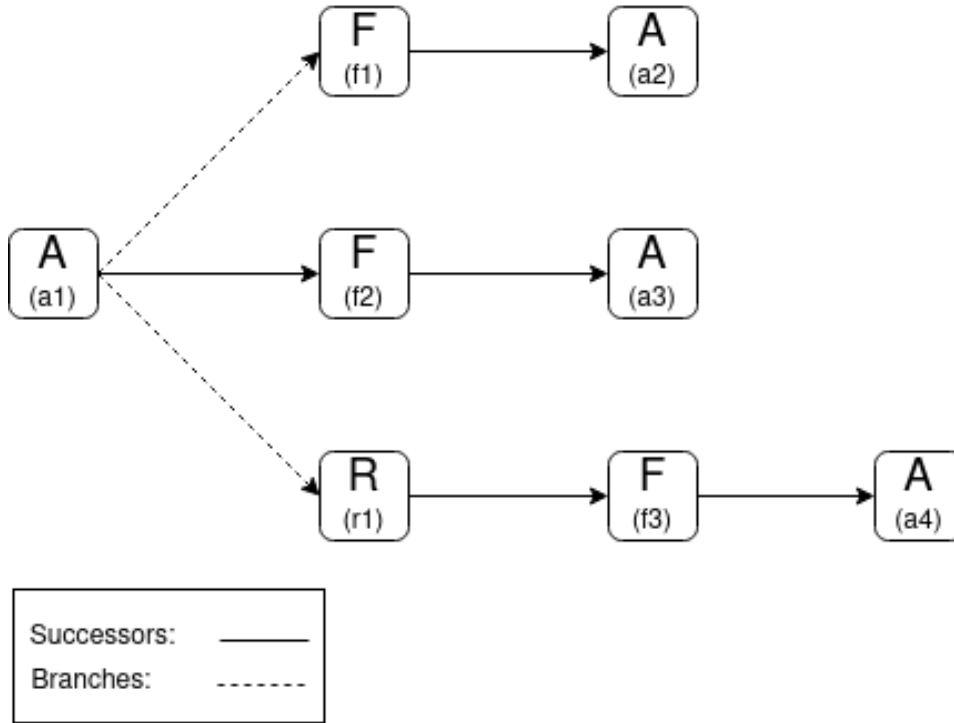 F
(f1)
A
(a2)
A
(a1)
F
(f2)
A
(a3)
R
(r1)
F
(f3)
A
(a4)
Successors:
Branches: